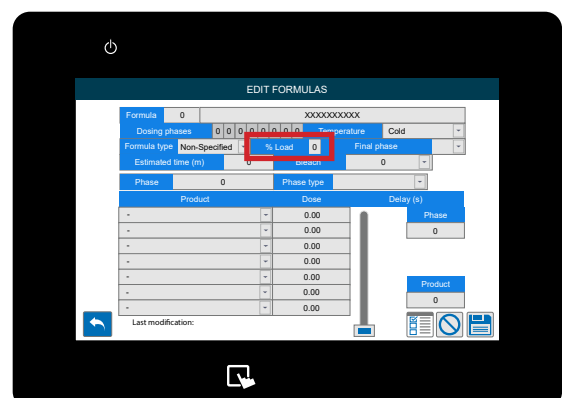 EDIT FORMULAS
Formula 0 XXXXXXXXXX
Dosing phases 0 0 0 0 0 0 0 0 Temperature Cold
Formula type Non-Specified % Load 0 Final phase
Estimated time (m) 0 Bleach 0
Phase 0 Phase type
Product Dose Delay (s)
- 0.00 Phase
- 0.00 0
- 0.00
- 0.00
- 0.00 Product
- 0.00 0
- 0.00
Last modification: